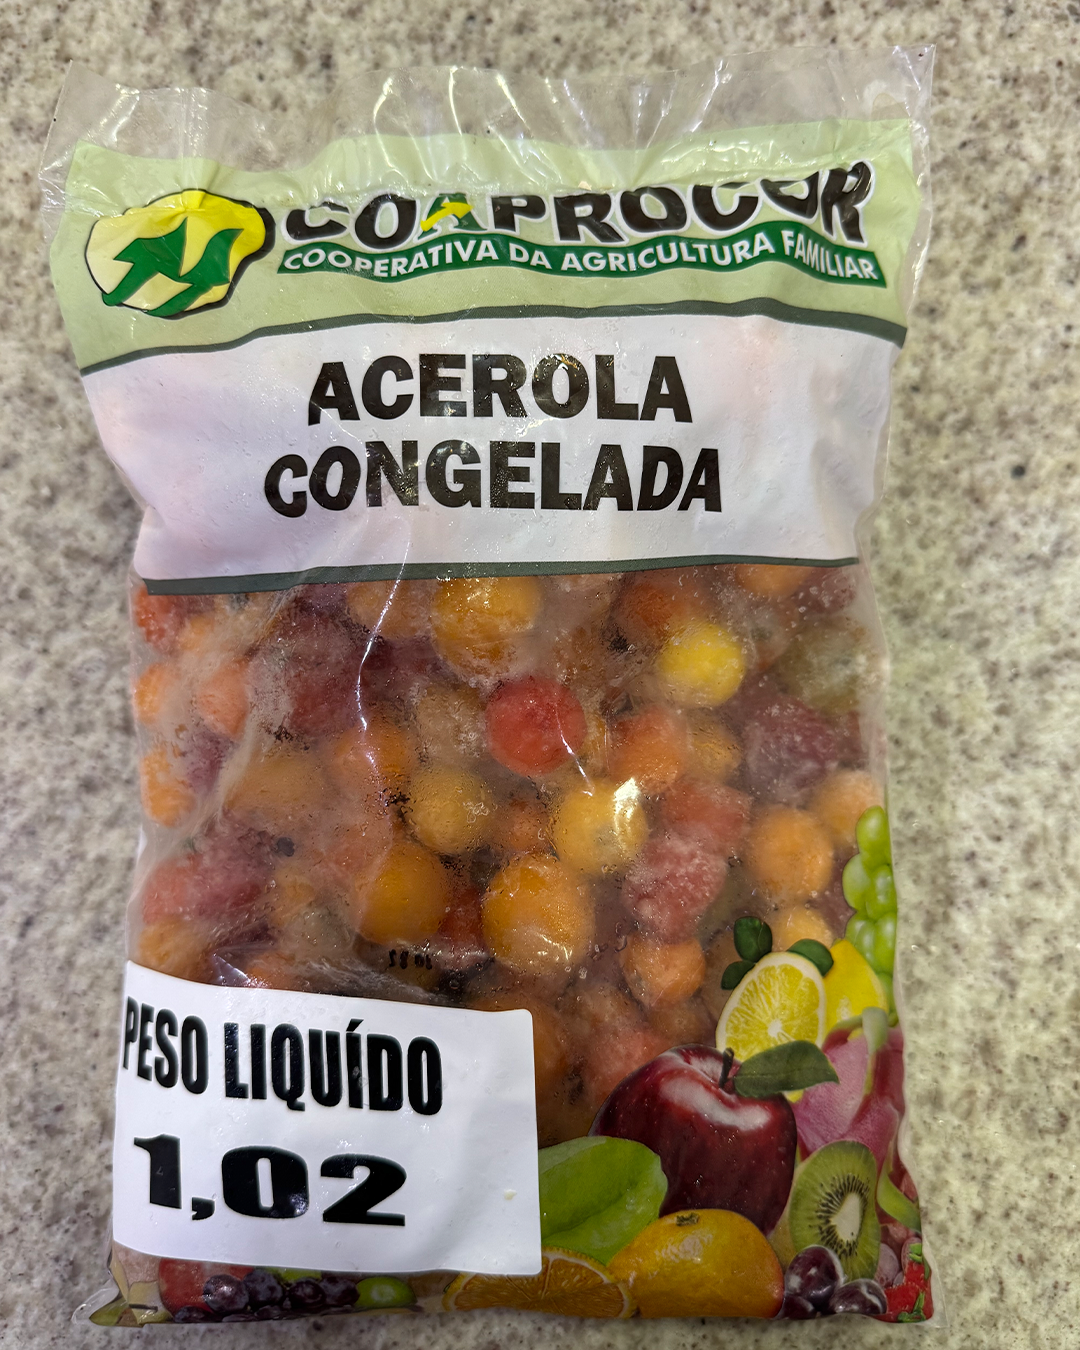 COAPROCOR
COOPERATIVA DA AGRICULTURA FAMILIAR
ACEROLA
CONGELADA
PESO LIQUÍDO
1,02